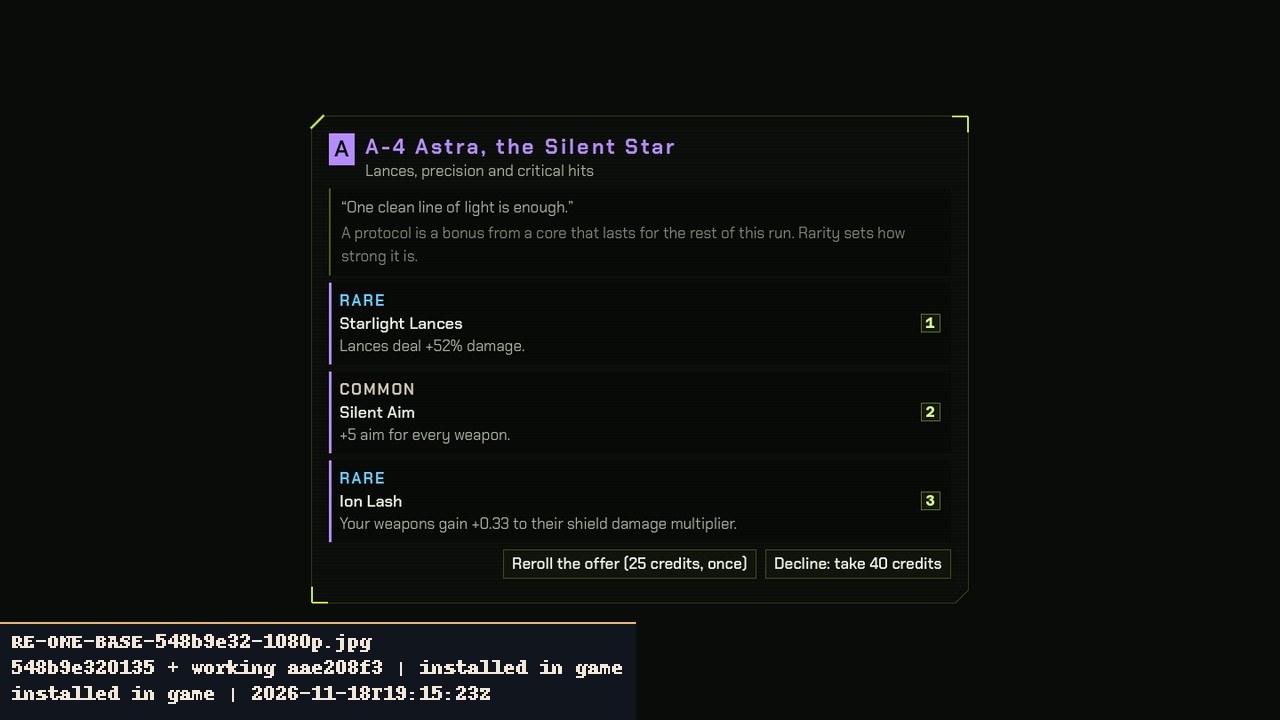 A
A-4 Astra, the Silent Star
Lances, precision and critical hits
“One clean line of light is enough.”
A protocol is a bonus from a core that lasts for the rest of this run. Rarity sets how
strong it is.
RARE
Starlight Lances
Lances deal +52% damage.
1
COMMON
Silent Aim
+5 aim for every weapon.
2
RARE
Ion Lash
Your weapons gain +0.33 to their shield damage multiplier.
3
Reroll the offer (25 credits, once)
Decline: take 40 credits
RE-ONE-BASE-548b9e32-1080p.jpg
548b9e320135 + working aae208f3 | installed in game
installed in game | 2026-11-18T19:15:23Z